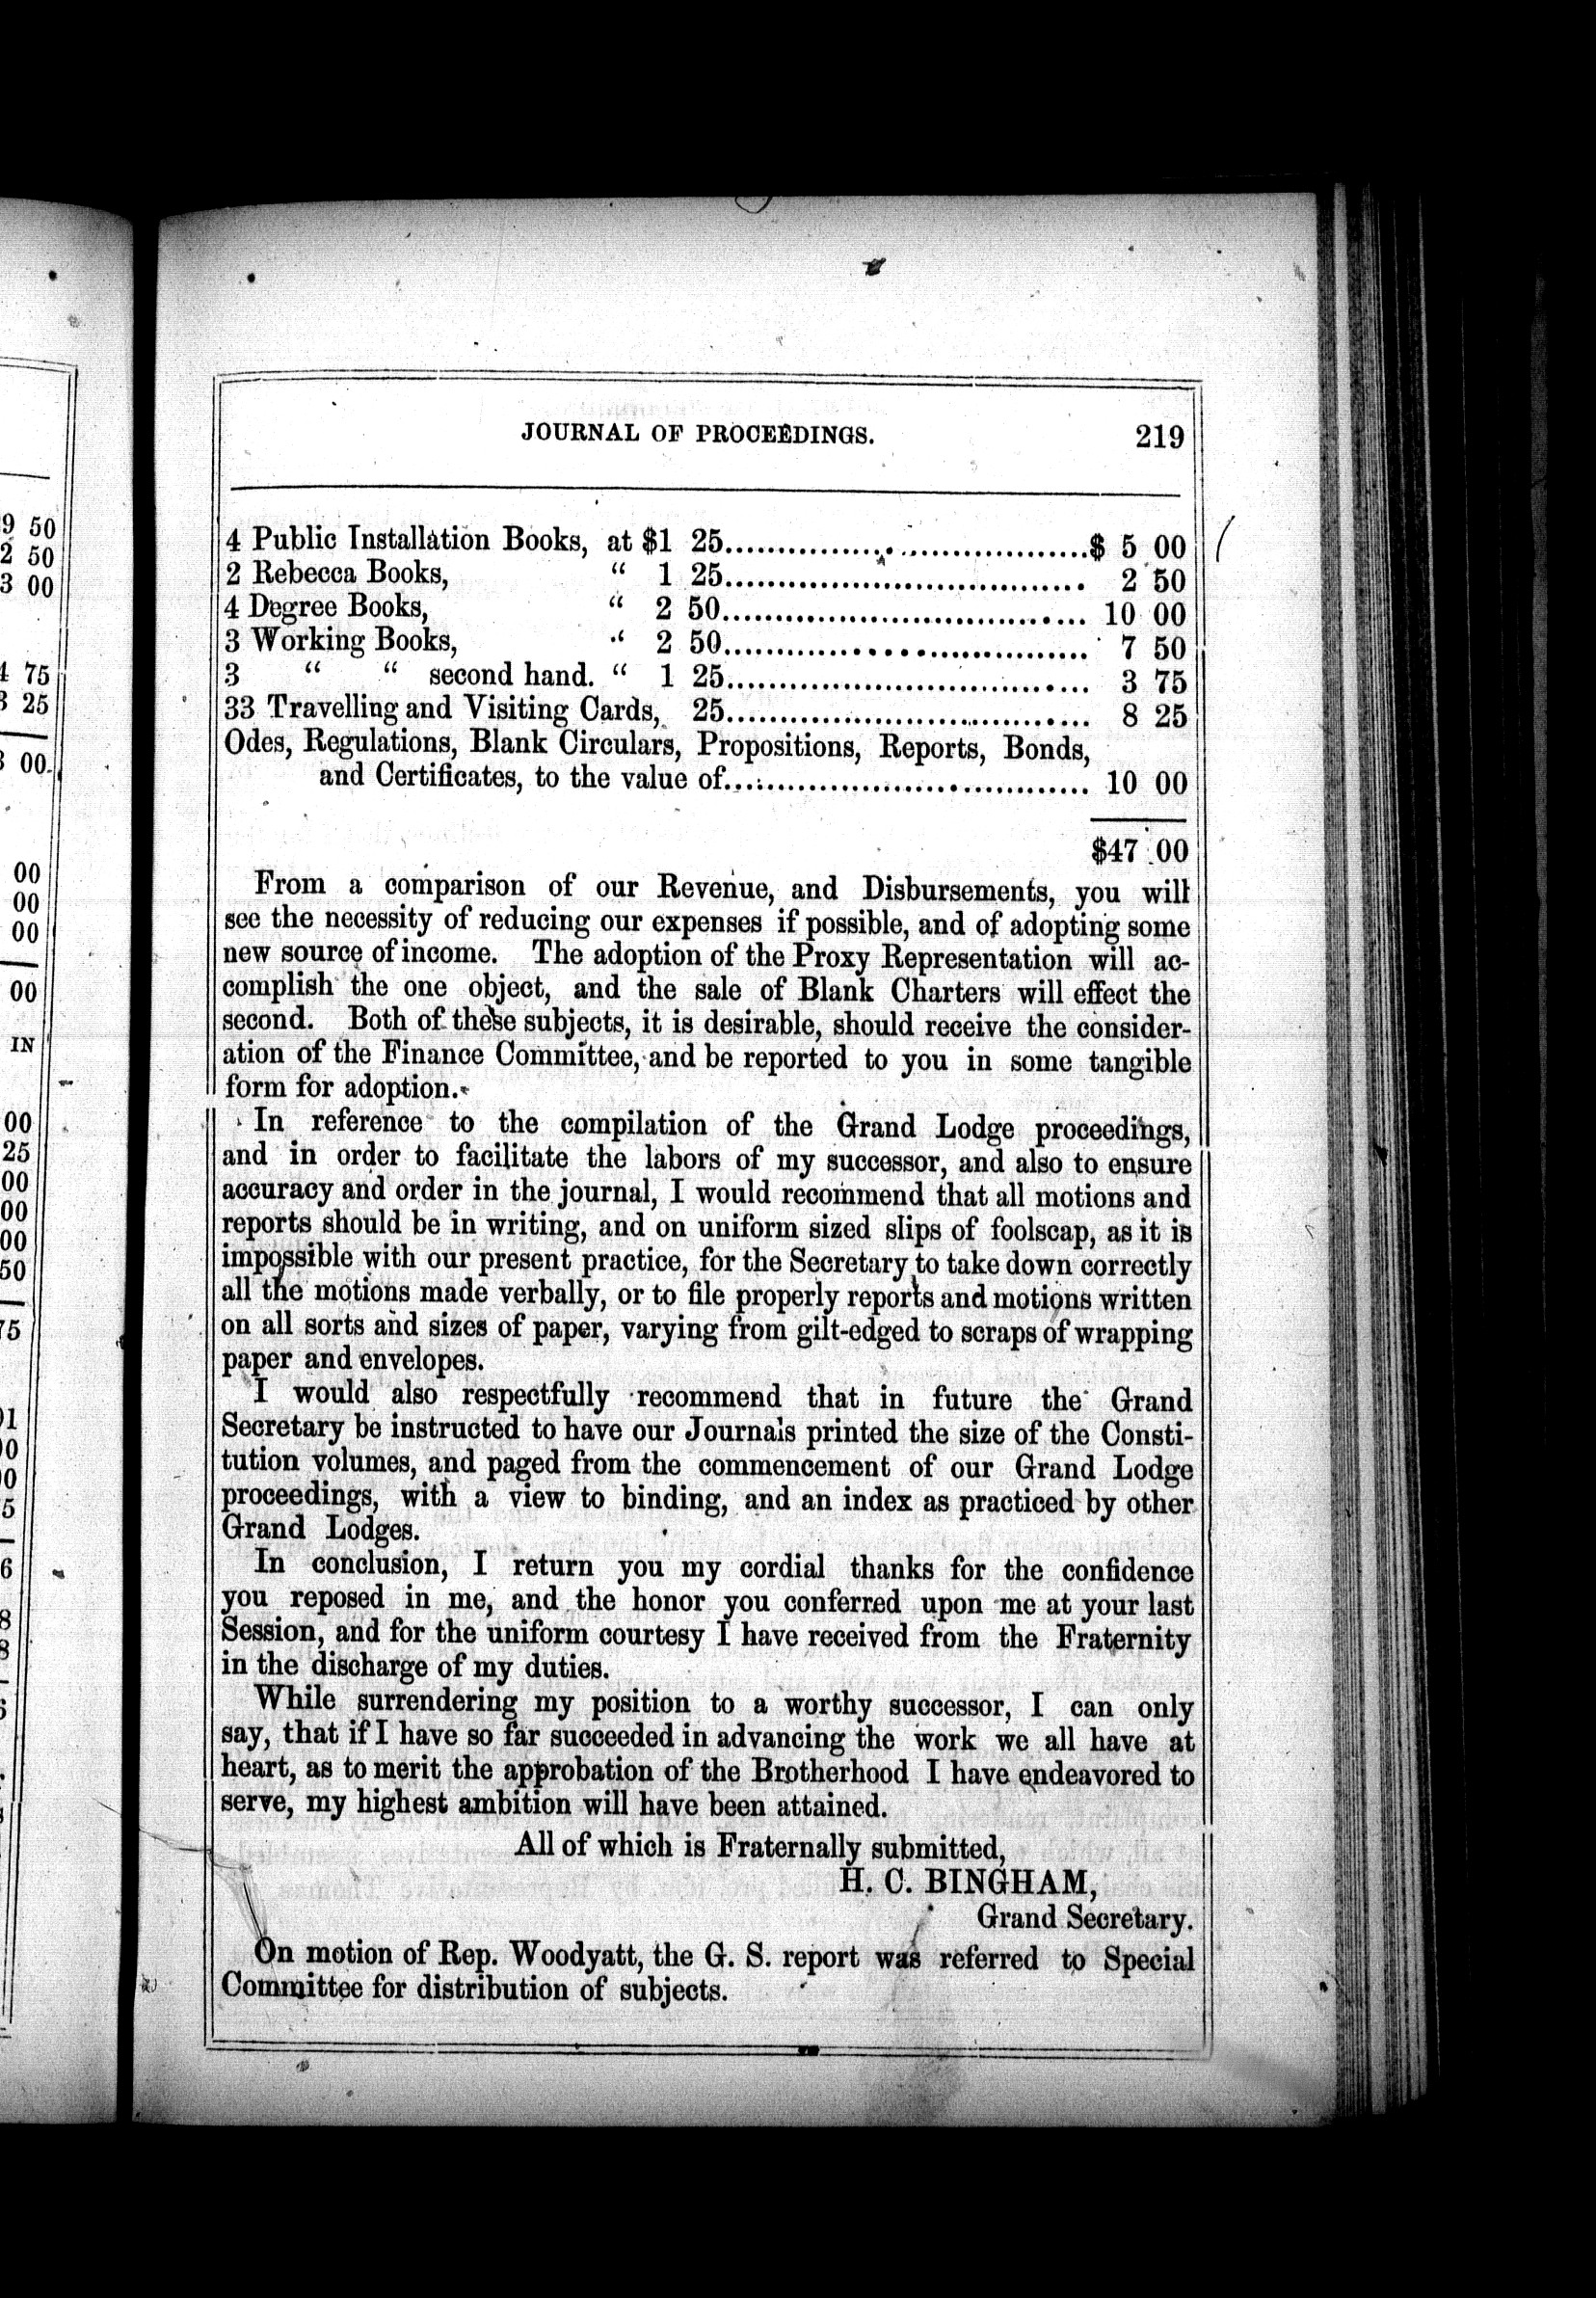 JOURNAL OF PROCEEDINGS. 219
4 Public Installation Books, at $1 25........................................$ 5 00
2 Rebecca Books, “ 1 25........................................ 2 50
4 Degree Books, “ 2 50........................................ 10 00
3 Working Books, “ 2 50........................................ 7 50
3 “ “ second hand. “ 1 25........................................ 3 75
33 Travelling and Visiting Cards, 25........................................ 8 25
Odes, Regulations, Blank Circulars, Propositions, Reports, Bonds,
and Certificates, to the value of........................................ 10 00
$47 00
From a comparison of our Revenue, and Disbursements, you will
see the necessity of reducing our expenses if possible, and of adopting some
new source of income. The adoption of the Proxy Representation will ac-
complish the one object, and the sale of Blank Charters will effect the
second. Both of these subjects, it is desirable, should receive the consider-
ation of the Finance Committee, and be reported to you in some tangible
form for adoption.
In reference to the compilation of the Grand Lodge proceedings,
and in order to facilitate the labors of my successor, and also to ensure
accuracy and order in the journal, I would recommend that all motions and
reports should be in writing, and on uniform sized slips of foolscap, as it is
impossible with our present practice, for the Secretary to take down correctly
all the motions made verbally, or to file properly reports and motions written
on all sorts and sizes of paper, varying from gilt-edged to scraps of wrapping
paper and envelopes.
I would also respectfully recommend that in future the Grand
Secretary be instructed to have our Journals printed the size of the Consti-
tution volumes, and paged from the commencement of our Grand Lodge
proceedings, with a view to binding, and an index as practiced by other
Grand Lodges.
In conclusion, I return you my cordial thanks for the confidence
you reposed in me, and the honor you conferred upon me at your last
Session, and for the uniform courtesy I have received from the Fraternity
in the discharge of my duties.
While surrendering my position to a worthy successor, I can only
say, that if I have so far succeeded in advancing the work we all have at
heart, as to merit the approbation of the Brotherhood I have endeavored to
serve, my highest ambition will have been attained.
All of which is Fraternally submitted,
H. C. BINGHAM,
Grand Secretary.
On motion of Rep. Woodyatt, the G. S. report was referred to Special
Committee for distribution of subjects.